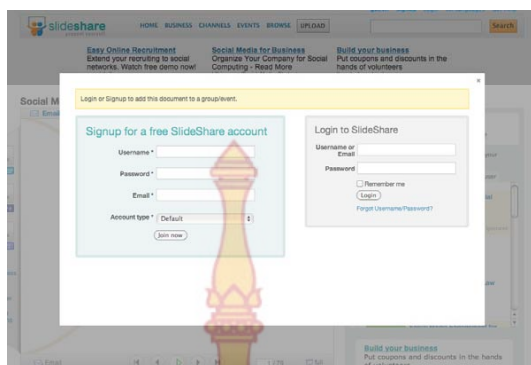 slideshare
HOME BUSINESS CHANNELS EVENTS BROWSE UPLOAD
Search
Easy Online Recruitment
Extend your recruiting to social
networks. Watch free demo now!
Social Media for Business
Organize Your Company for Social
Computing - Read More
Build your business
Put coupons and discounts in the
hands of volunteers
Social M
Email
Login or Signup to add this document to a group/event.
Signup for a free SlideShare account
Username *
Password *
Email *
Account type * Default
Join now
Login to SlideShare
Username or
Email
Password
Remember me
Login
Forgot Username/Password?
Email
Build your business
Put coupons and discounts in the hands
of volunteers